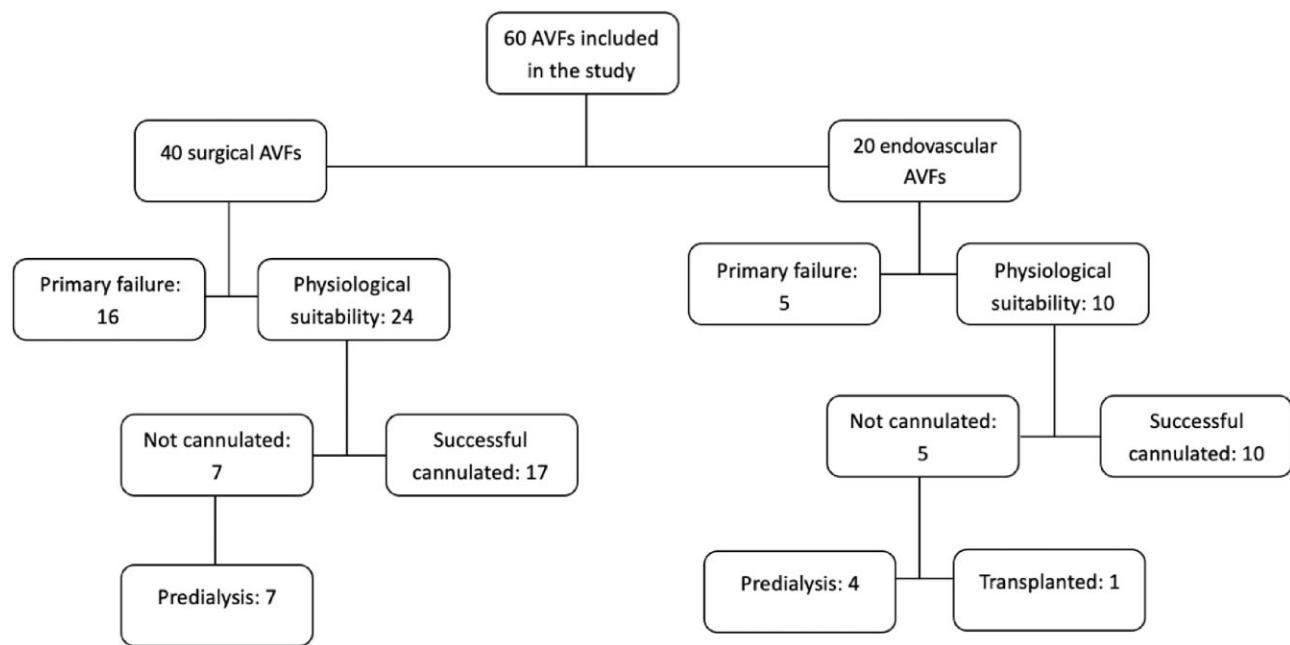 60 AVFs included
in the study
40 surgical AVFs
20 endovascular
AVFs
Primary failure:
16
Physiological
suitability: 24
Primary failure:
5
Physiological
suitability: 10
Not cannulated:
7
Successful
cannulated: 17
Not cannulated:
5
Successful
cannulated: 10
Predialysis: 7
Predialysis: 4
Transplanted: 1